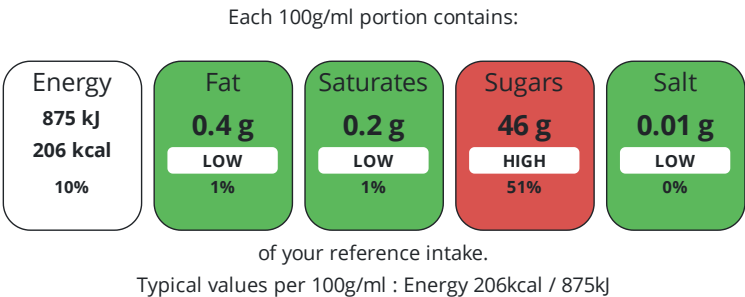 Each 100g/ml portion contains:
Energy
875 kJ
206 kcal
10%
Fat
0.4 g
LOW
1%
Saturates
0.2 g
LOW
1%
Sugars
46 g
HIGH
51%
Salt
0.01 g
LOW
0%
of your reference intake.
Typical values per 100g/ml : Energy 206kcal / 875kJ